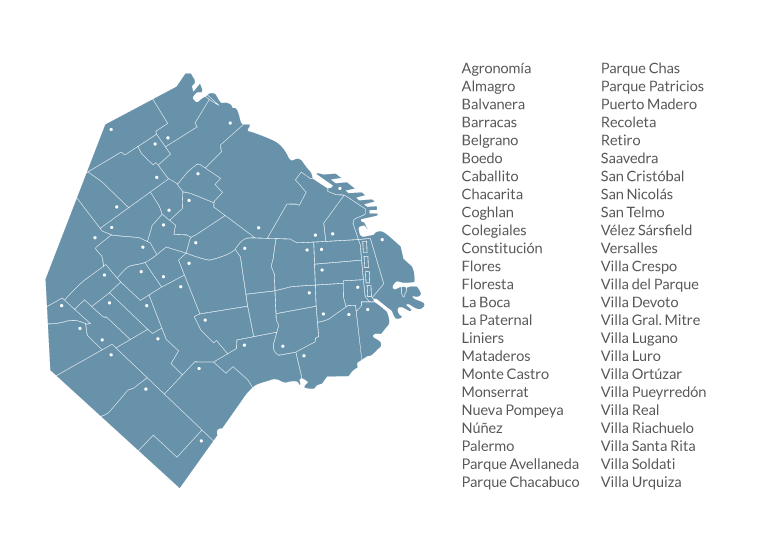 Agronomía
Almagro
Balvanera
Barracas
Belgrano
Boedo
Caballito
Chacarita
Coghlan
Colegiales
Constitución
Flores
Floresta
La Boca
La Paternal
Liniers
Mataderos
Monte Castro
Monserrat
Nueva Pompeya
Núñez
Palermo
Parque Avellaneda
Parque Chacabuco
Parque Chas
Parque Patricios
Puerto Madero
Recoleta
Retiro
Saavedra
San Cristóbal
San Nicolás
San Telmo
Vélez Sársfield
Versalles
Villa Crespo
Villa del Parque
Villa Devoto
Villa Gral. Mitre
Villa Lugano
Villa Luro
Villa Ortúzar
Villa Pueyrredón
Villa Real
Villa Riachuelo
Villa Santa Rita
Villa Soldati
Villa Urquiza